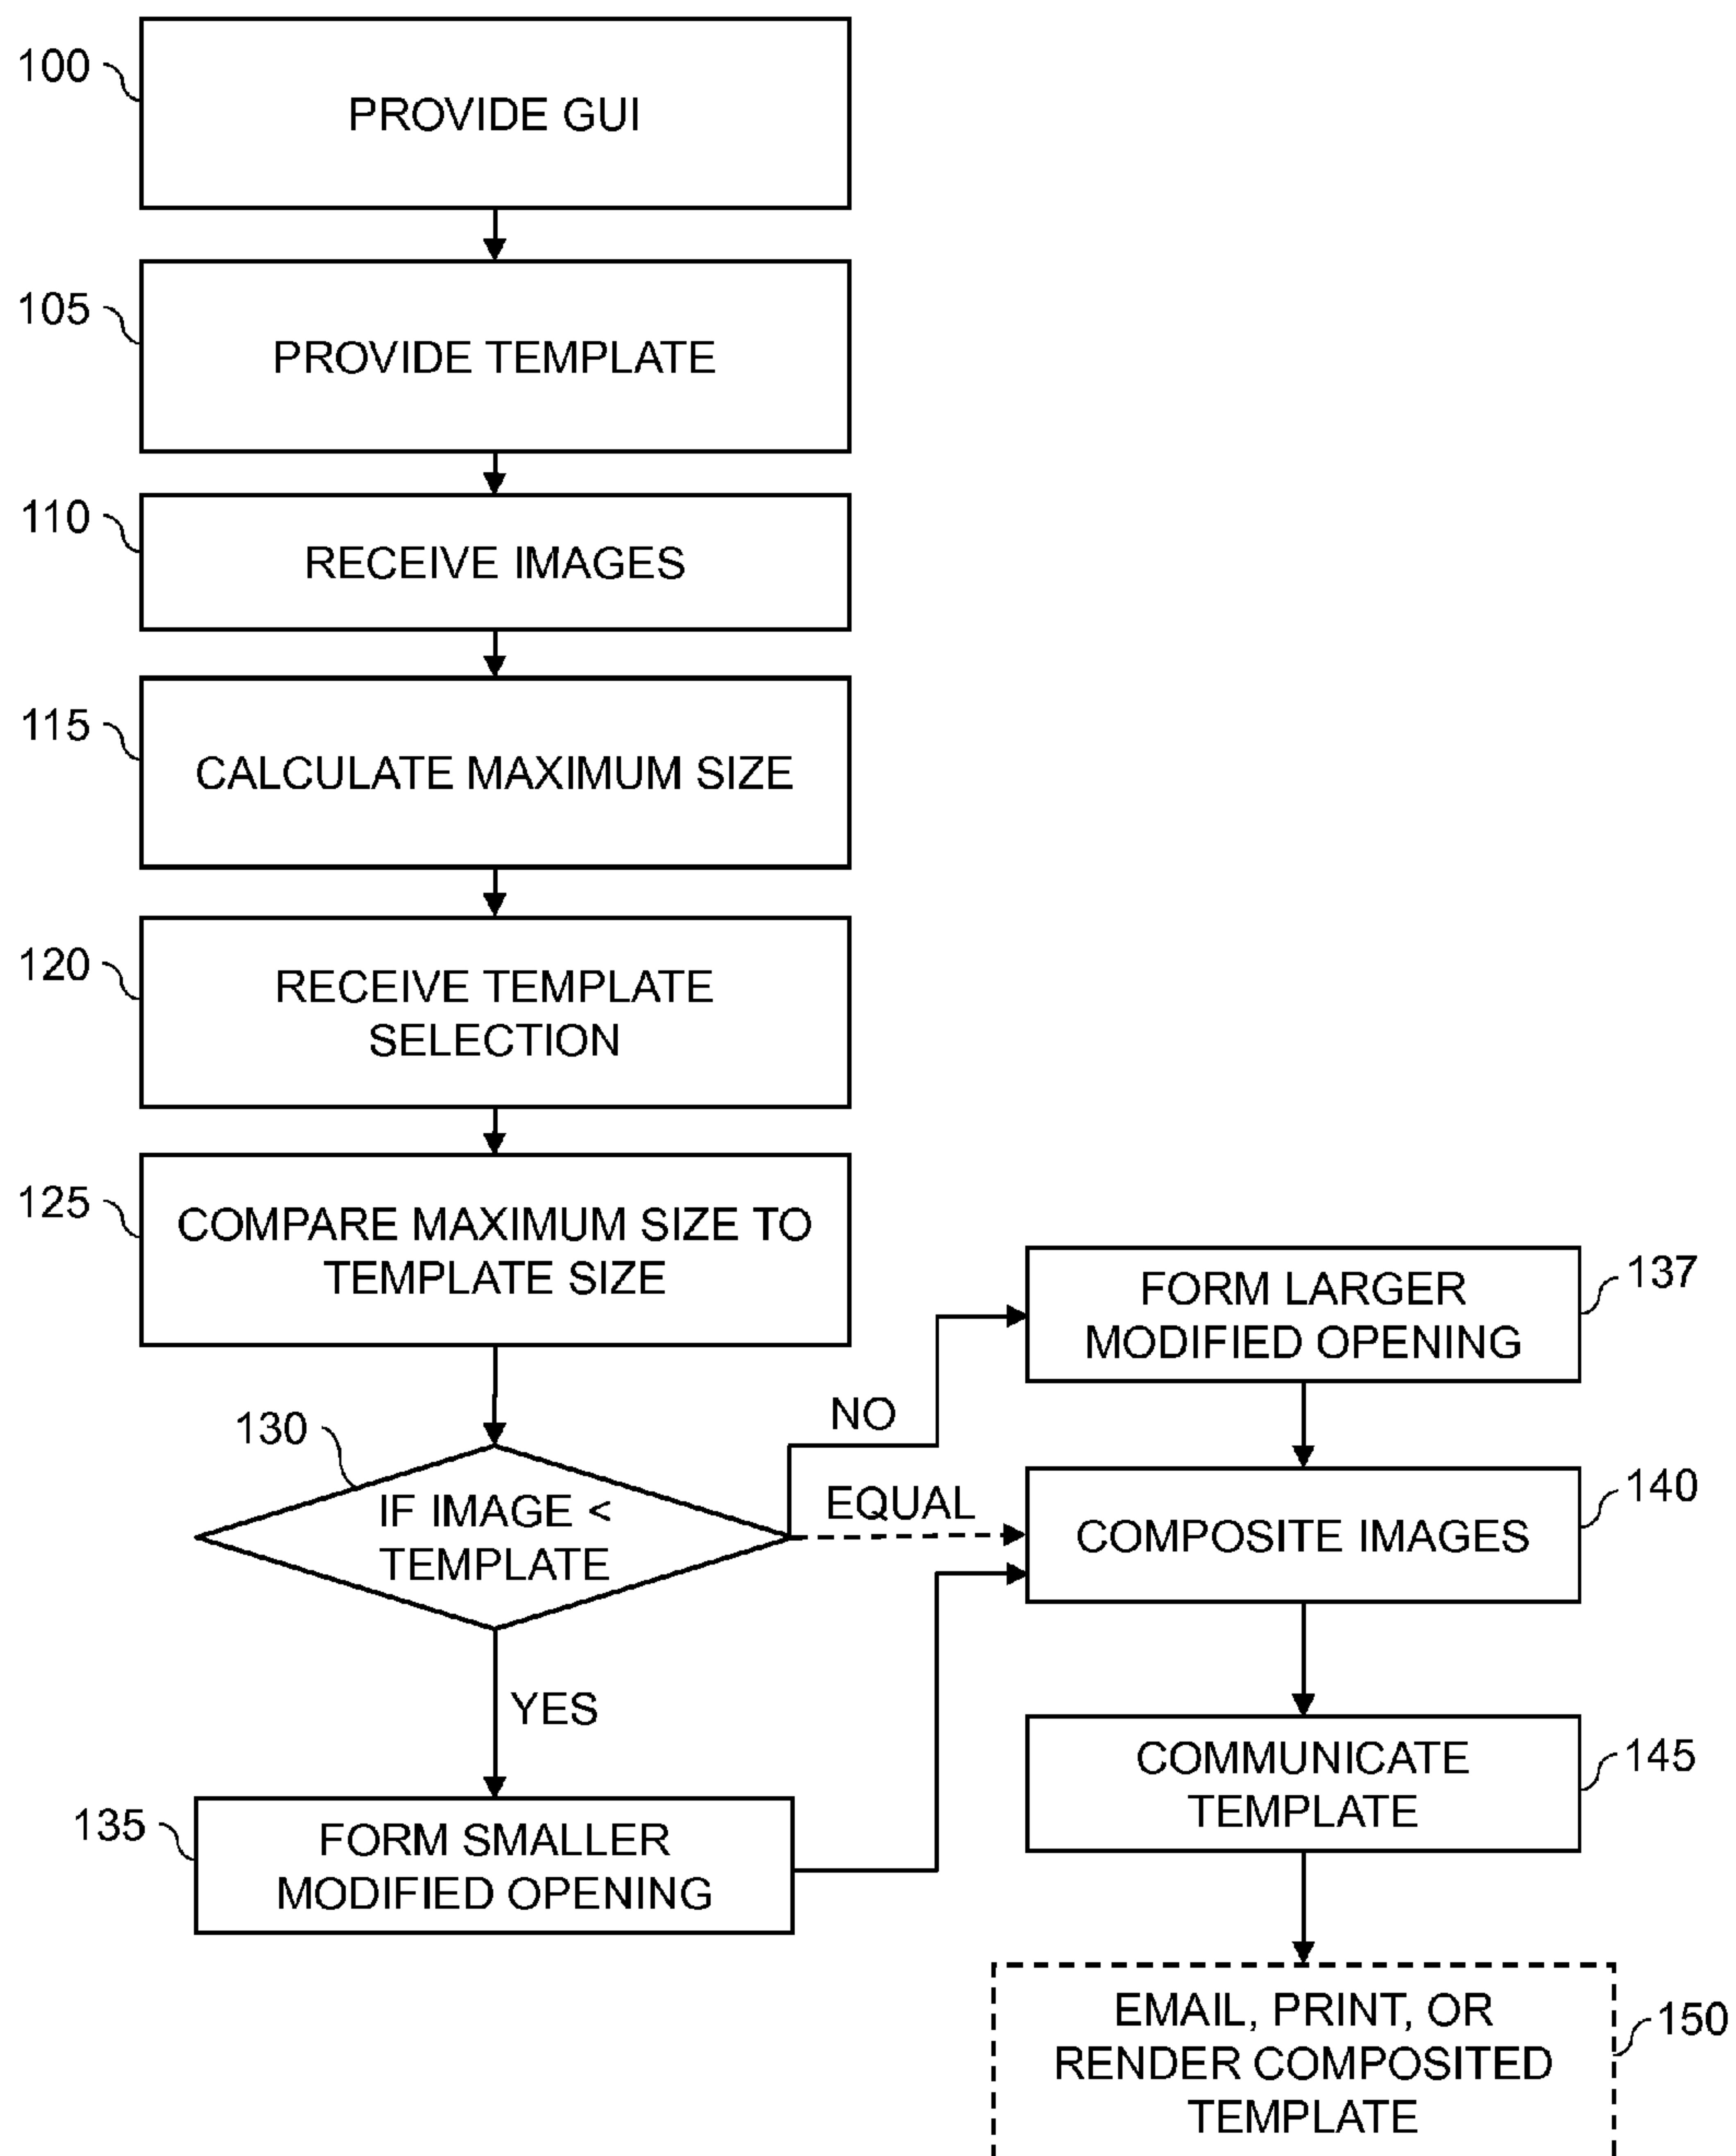 100
PROVIDE GUI
105
PROVIDE TEMPLATE
110
RECEIVE IMAGES
115
CALCULATE MAXIMUM SIZE
120
RECEIVE TEMPLATE
SELECTION
125
COMPARE MAXIMUM SIZE TO
TEMPLATE SIZE
130
IF IMAGE <
TEMPLATE
NO
EQUAL
YES
135
FORM SMALLER
MODIFIED OPENING
137
FORM LARGER
MODIFIED OPENING
140
COMPOSITE IMAGES
145
COMMUNICATE
TEMPLATE
150
EMAIL, PRINT, OR
RENDER COMPOSITED
TEMPLATE